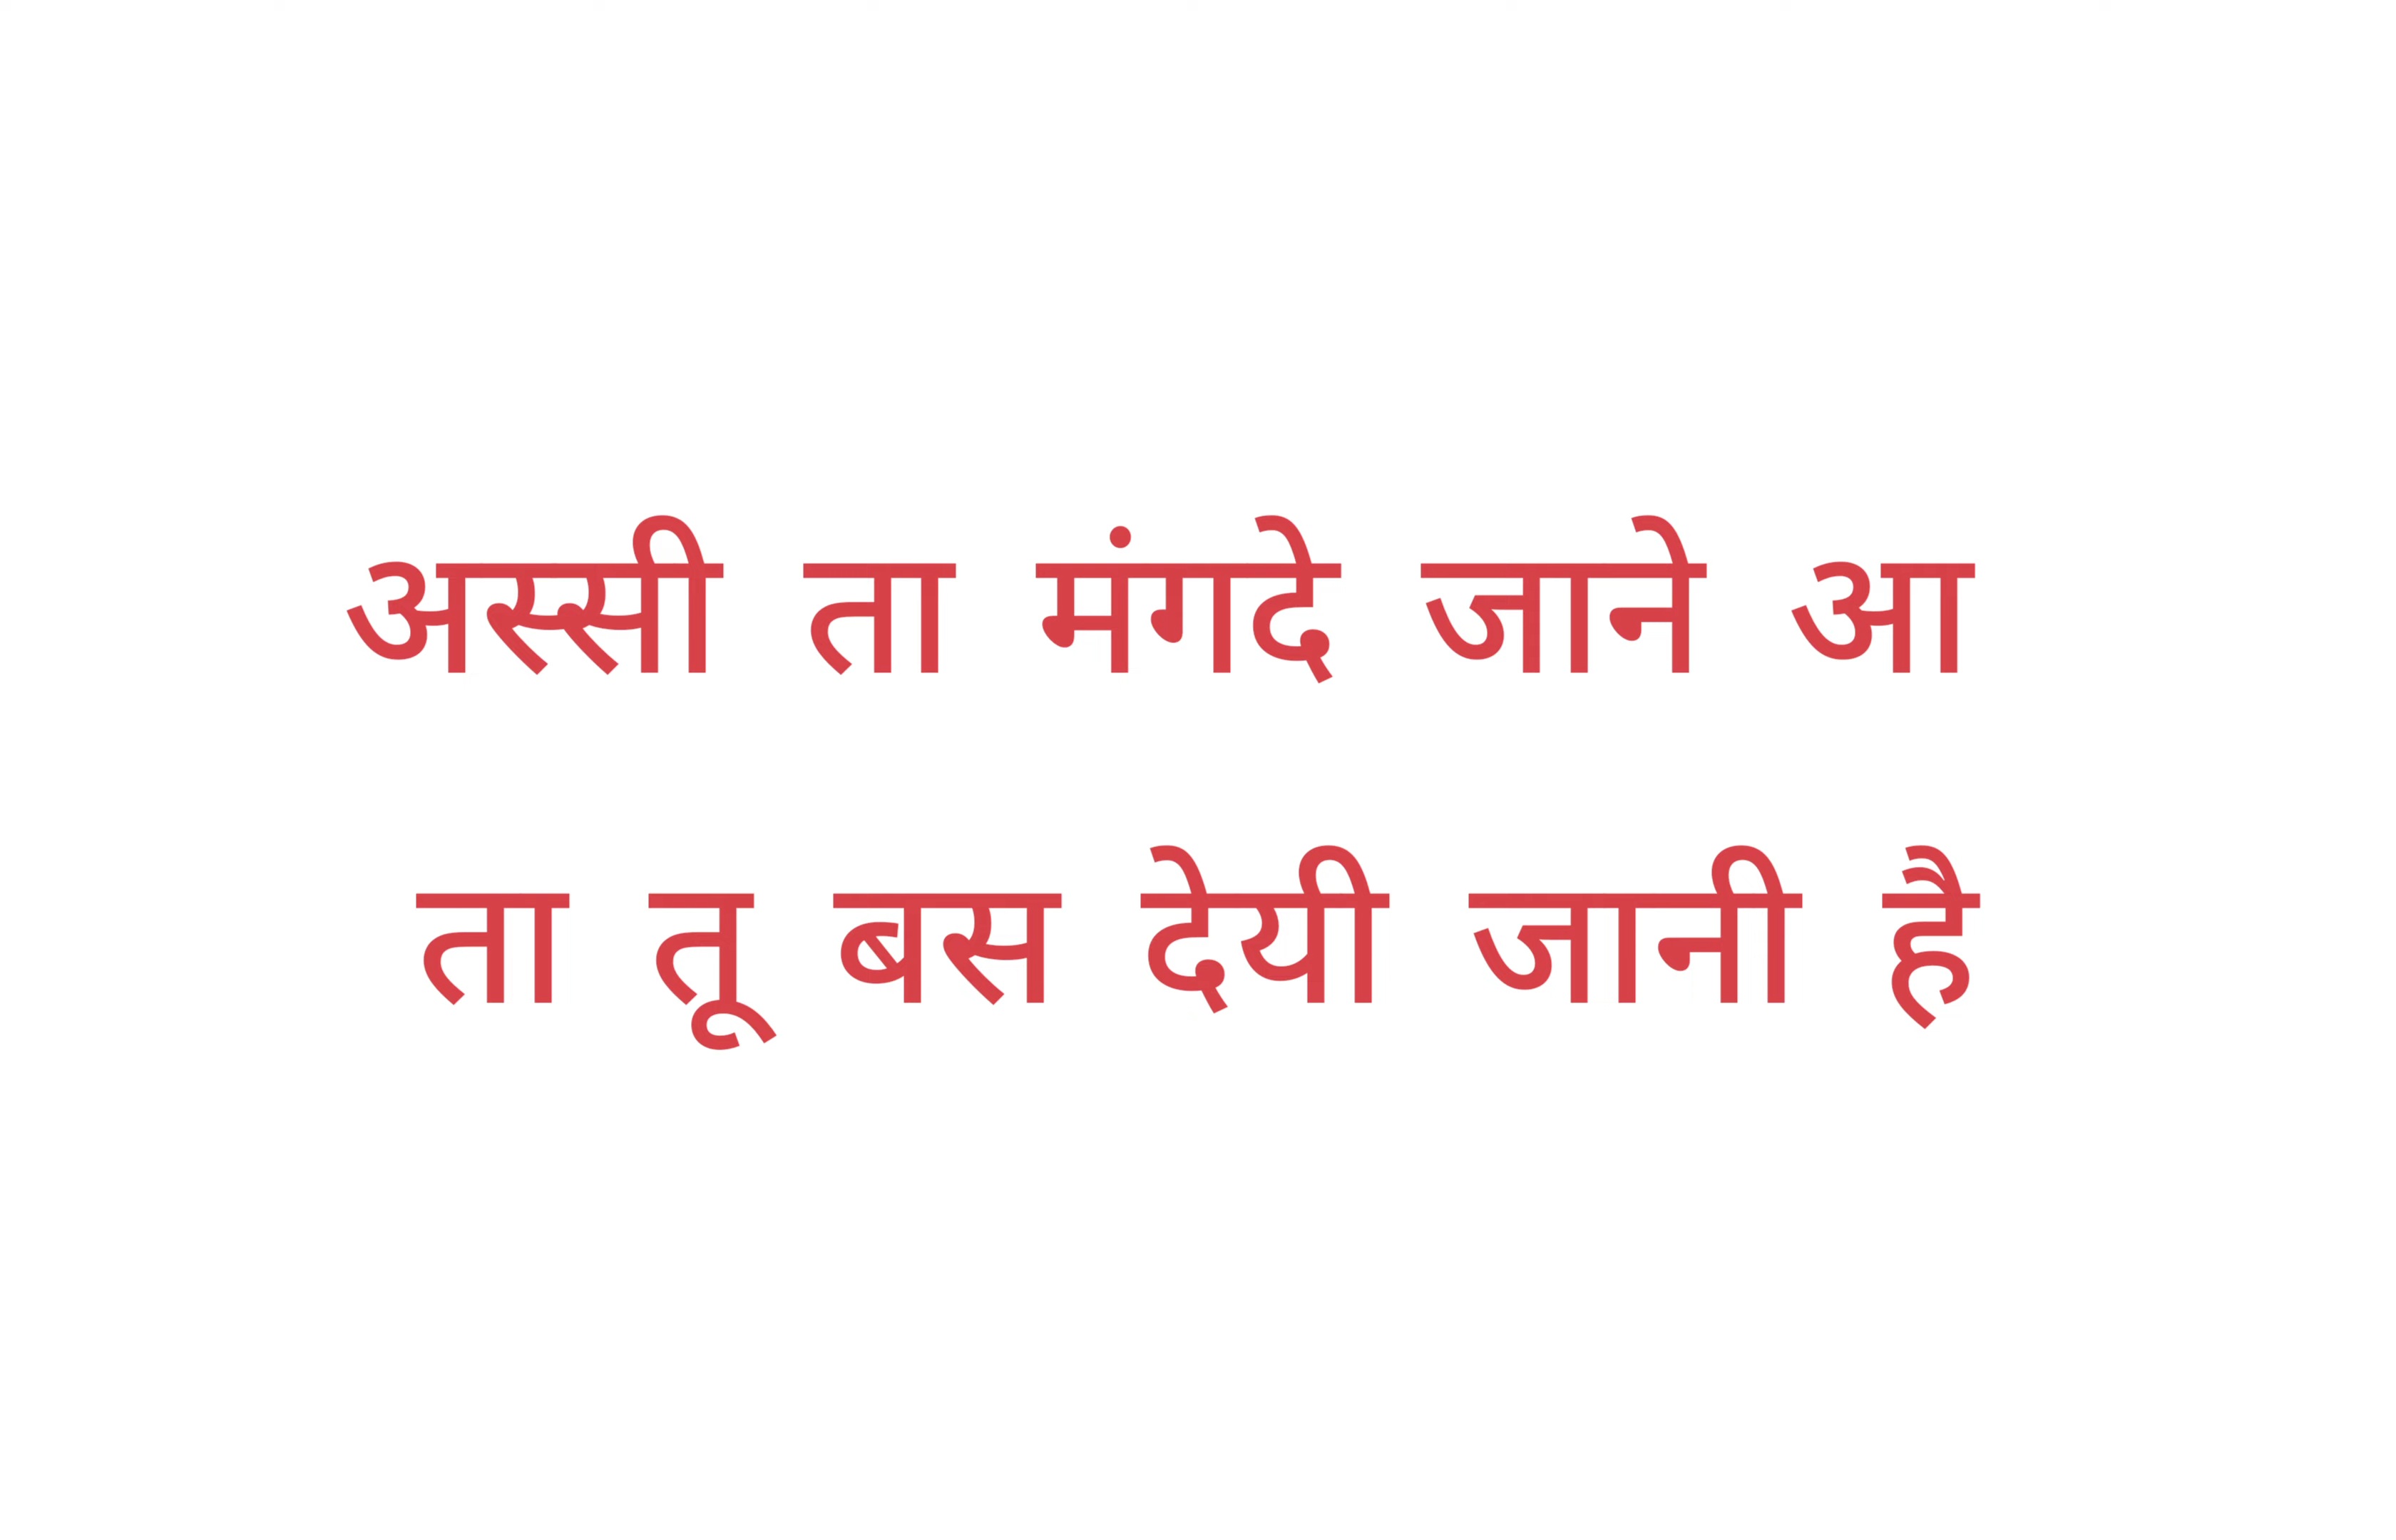 अस्सी ता मंगदे जाने आ
ता तू बस देयी जानी है